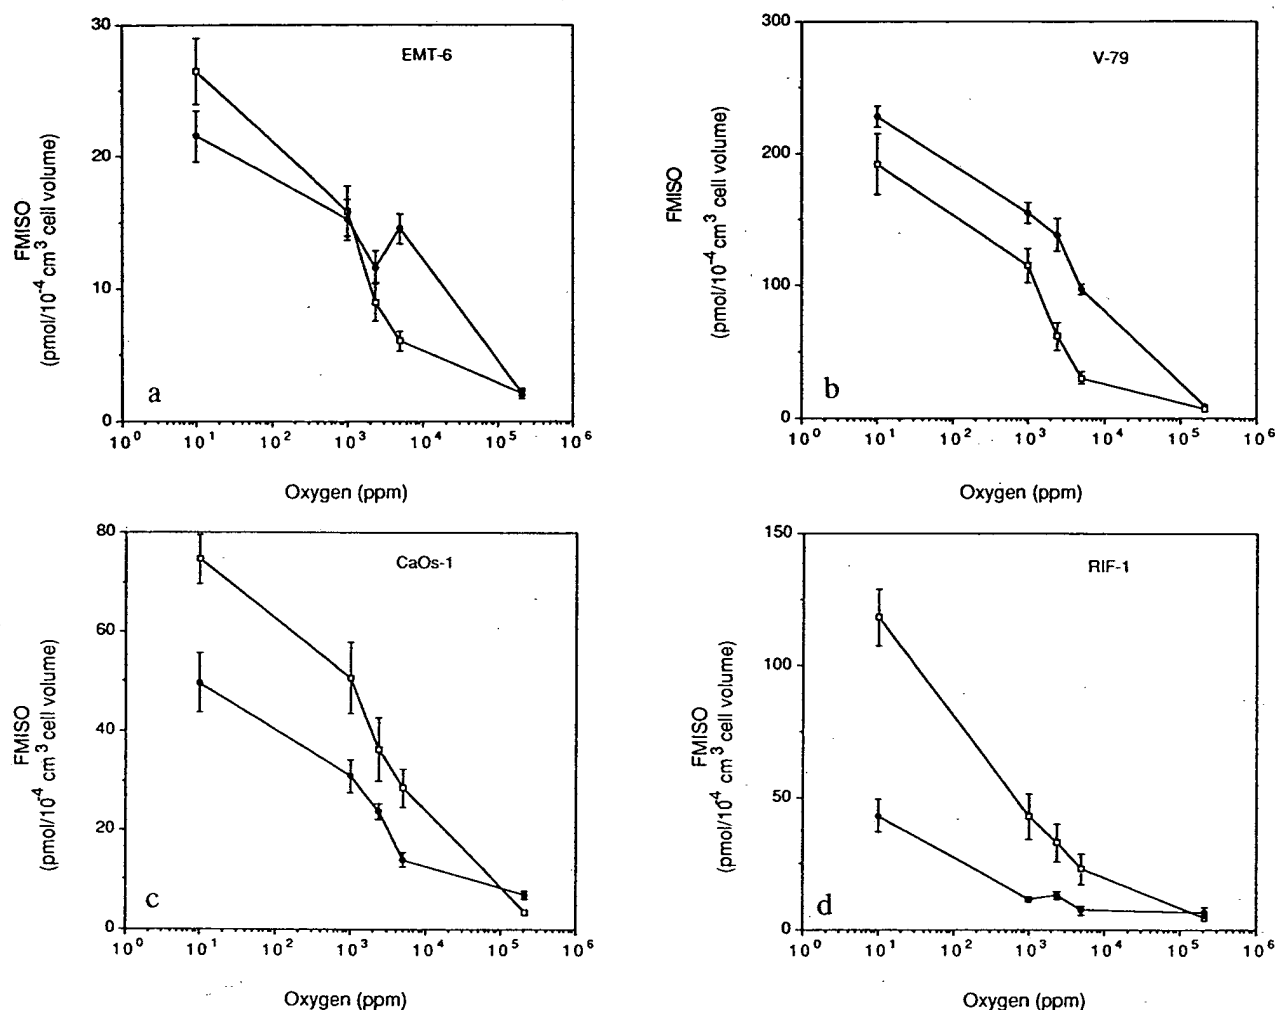 30
20
10
0
EMT-6
FMISO
(pmol/10⁻⁴ cm³ cell volume)
a
10⁰ 10¹ 10² 10³ 10⁴ 10⁵ 10⁶
Oxygen (ppm)
300
200
100
0
V-79
FMISO
(pmol/10⁻⁴ cm³ cell volume)
b
10⁰ 10¹ 10² 10³ 10⁴ 10⁵ 10⁶
Oxygen (ppm)
80
60
40
20
0
CaOs-1
FMISO
(pmol/10⁻⁴ cm³ cell volume)
c
10⁰ 10¹ 10² 10³ 10⁴ 10⁵ 10⁶
Oxygen (ppm)
150
100
50
0
RIF-1
FMISO
(pmol/10⁻⁴ cm³ cell volume)
d
10⁰ 10¹ 10² 10³ 10⁴ 10⁵ 10⁶
Oxygen (ppm)